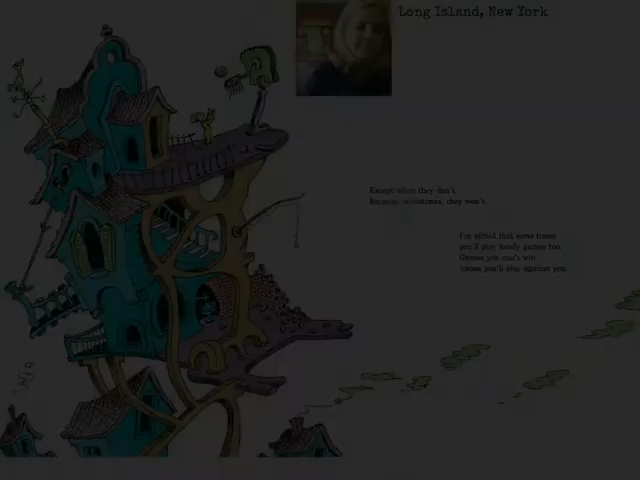 Long Island, New York
Except when they don't.
Because, sometimes, they won't.
I'm afraid that some times
you'll play lonely games too.
Games you can't win
'cause you'll play against you.